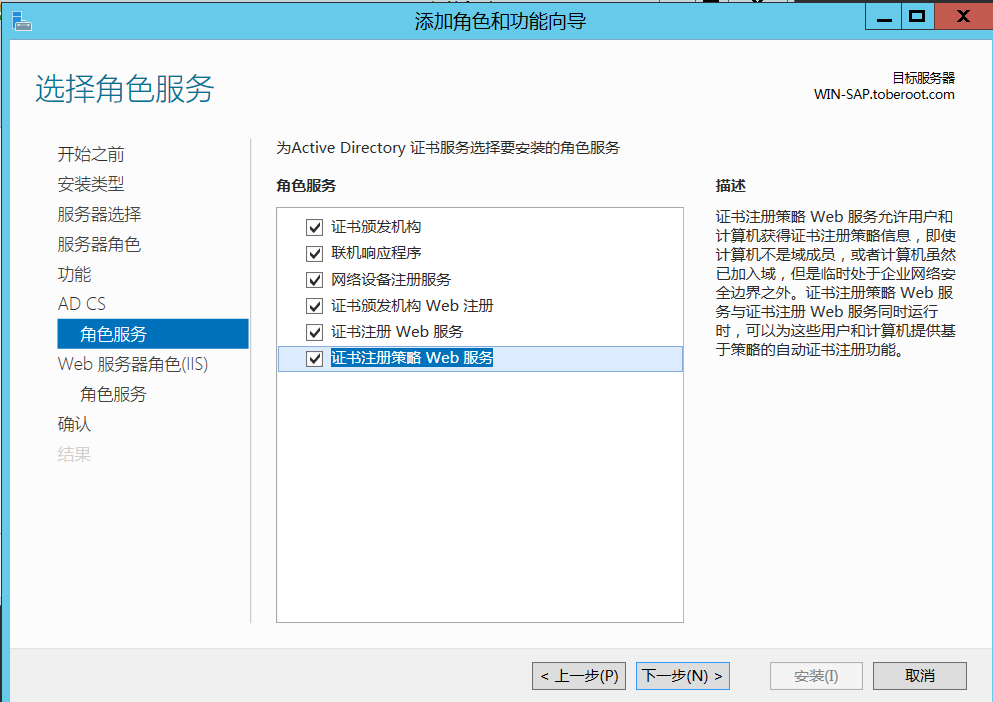 添加角色和功能向导
选择角色服务
目标服务器
WIN-SAP.toberoot.com
开始之前
安装类型
服务器选择
服务器角色
功能
AD CS
角色服务
Web 服务器角色(IIS)
角色服务
确认
结果
为Active Directory 证书服务选择要安装的角色服务
角色服务
证书颁发机构
联机响应程序
网络设备注册服务
证书颁发机构 Web 注册
证书注册 Web 服务
证书注册策略 Web 服务
描述
证书注册策略 Web 服务允许用户和
计算机获得证书注册策略信息，即使
计算机不是域成员，或者计算机虽然
已加入域，但是临时处于企业网络安
全边界之外。证书注册策略 Web 服
务与证书注册 Web 服务同时运行
时，可以为这些用户和计算机提供基
于策略的自动证书注册功能。
< 上一步(P)
下一步(N) >
安装(I)
取消